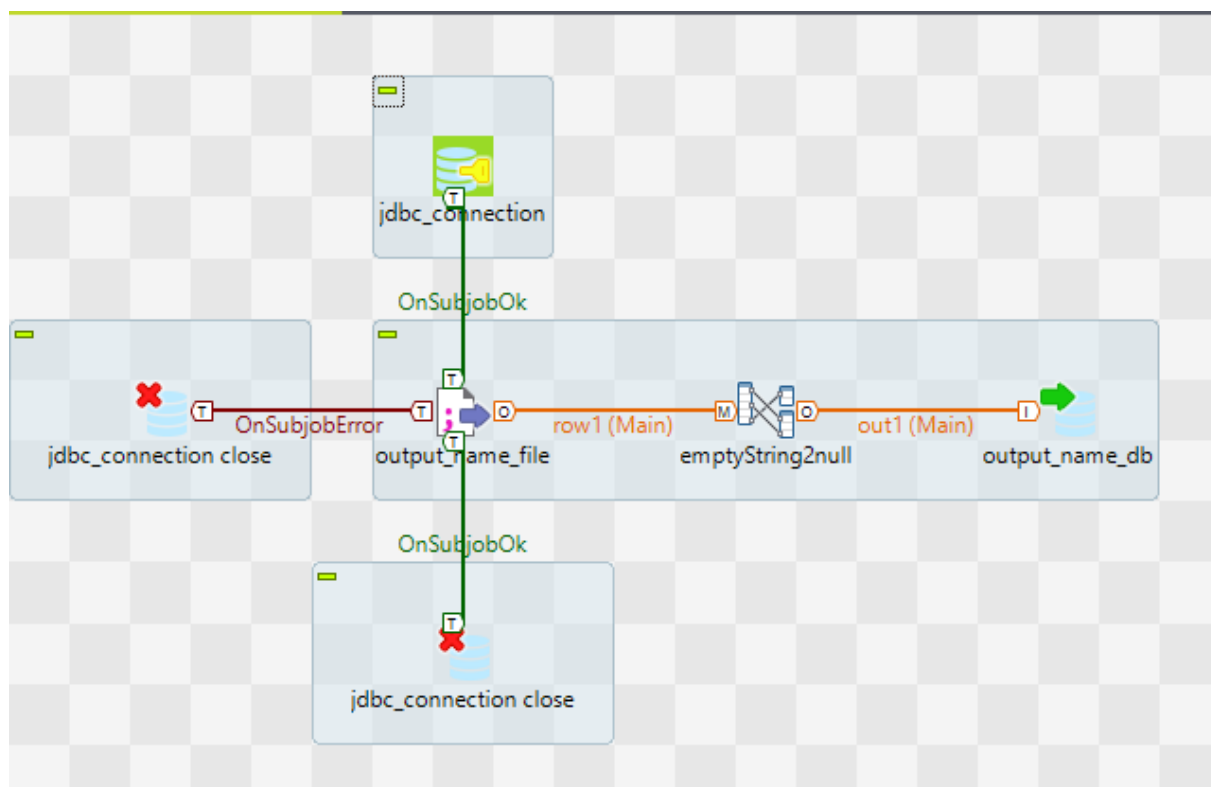 T
jdbc_connection
OnSubjobOk
T
T
OnSubjobError
T
;
O
row1 (Main)
M
O
out1 (Main)
I
T
jdbc_connection close
output_name_file
emptyString2null
output_name_db
OnSubjobOk
T
jdbc_connection close